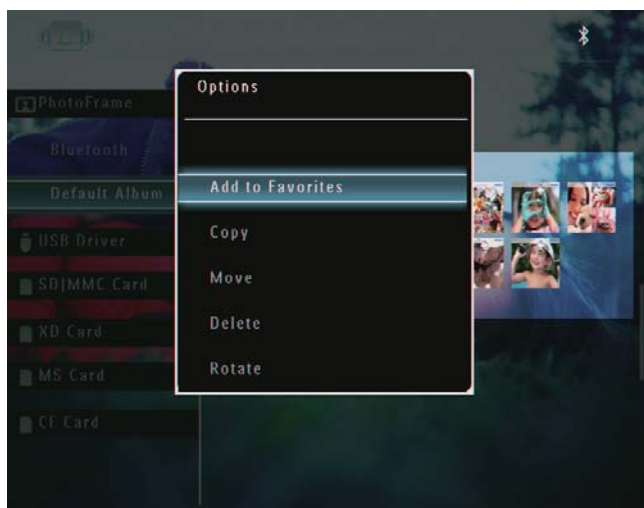 Options
Add to Favorites
Copy
Move
Delete
Rotate
PhotoFrame
Bluetooth
Default Album
USB Driver
SD|MMC Card
XD Card
MS Card
CF Card